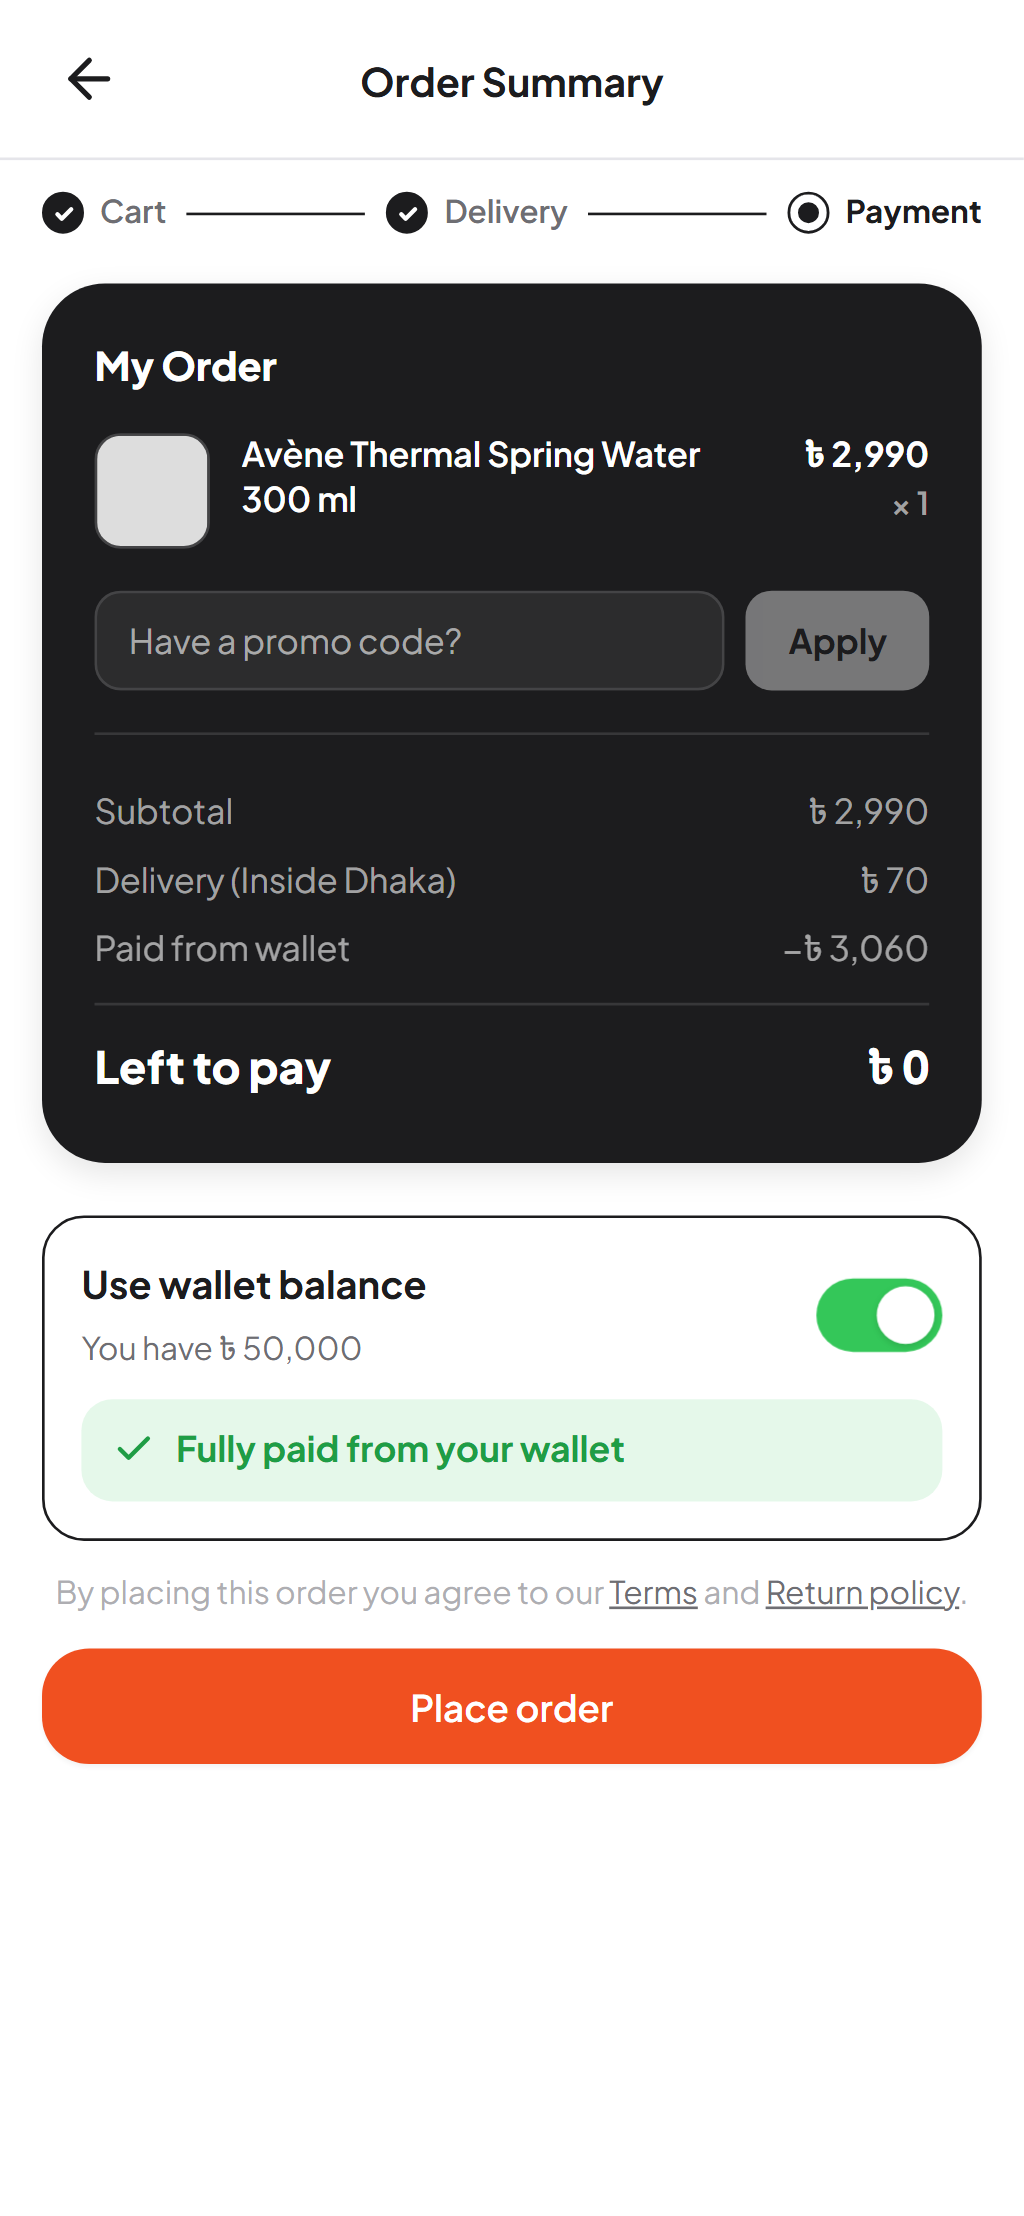 Order Summary
Cart
Delivery
Payment
My Order
Avène Thermal Spring Water
300 ml
৳ 2,990
× 1
Have a promo code?
Apply
Subtotal
৳ 2,990
Delivery (Inside Dhaka)
৳ 70
Paid from wallet
–৳ 3,060
Left to pay
৳ 0
Use wallet balance
You have ৳ 50,000
Fully paid from your wallet
By placing this order you agree to our Terms and Return policy.
Place order